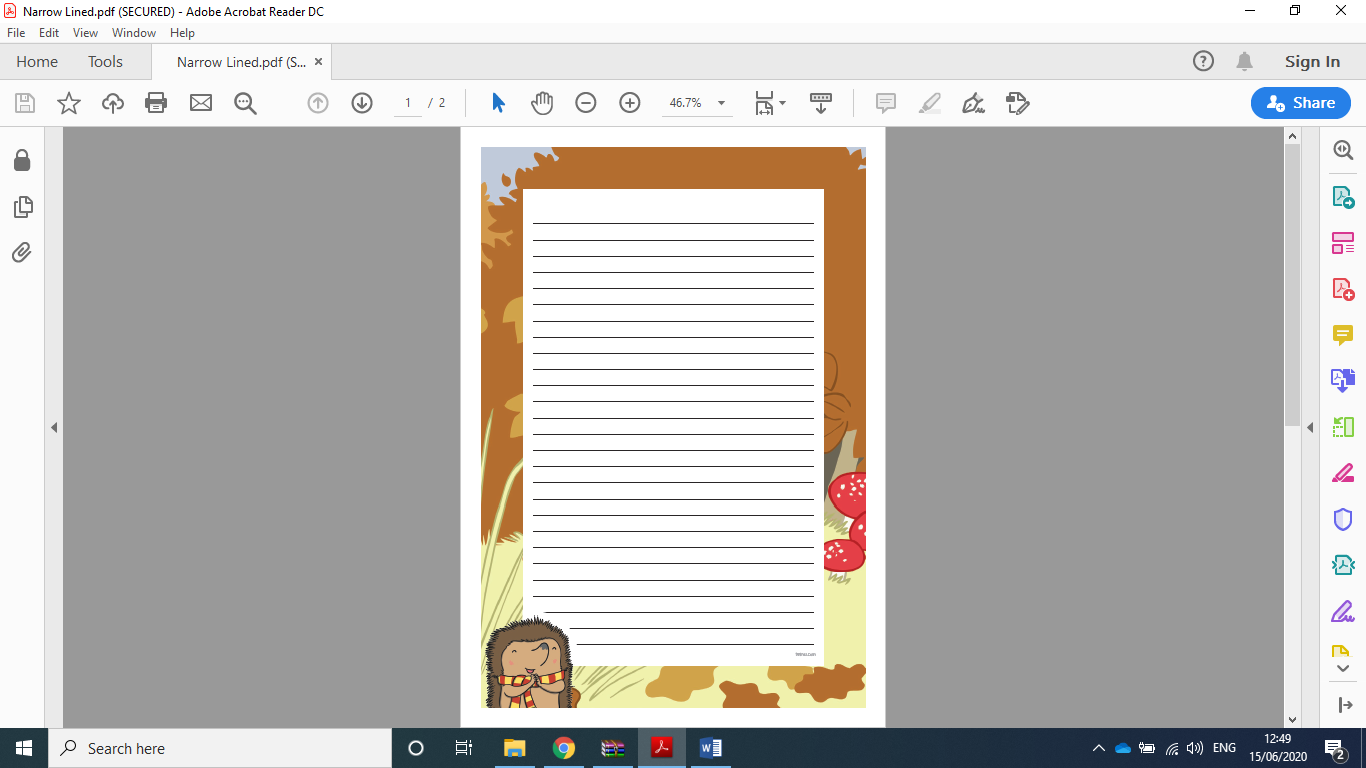 Narrow Lined.pdf (SECURED) - Adobe Acrobat Reader DC
File Edit View Window Help
Home Tools Narrow Lined.pdf (S... Sign In
1 / 2 46.7% Share
Search here
ENG 12:49
15/06/2020 2